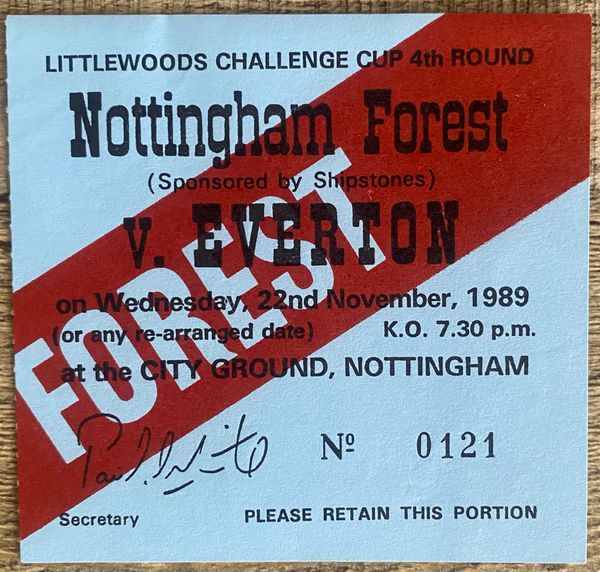 LITTLEWOODS CHALLENGE CUP 4th ROUND
Nottingham Forest
(Sponsored by Shipstones)
v. EVERTON
FOREST
on Wednesday, 22nd November, 1989
(or any re-arranged date) K.O. 7.30 p.m.
at the CITY GROUND, NOTTINGHAM
Nº 0121
Secretary PLEASE RETAIN THIS PORTION